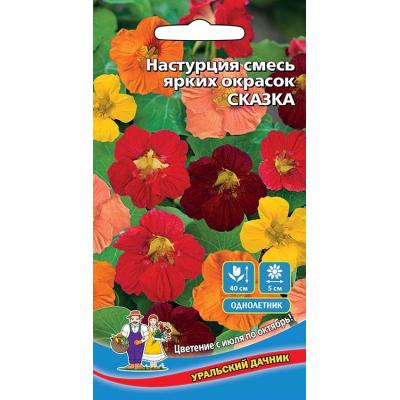 Настурция смесь
ярких окрасок
СКАЗКА
40 см
5 см
ОДНОЛЕТНИК
Цветение с июля по октябрь!
УРАЛЬСКИЙ ДАЧНИК